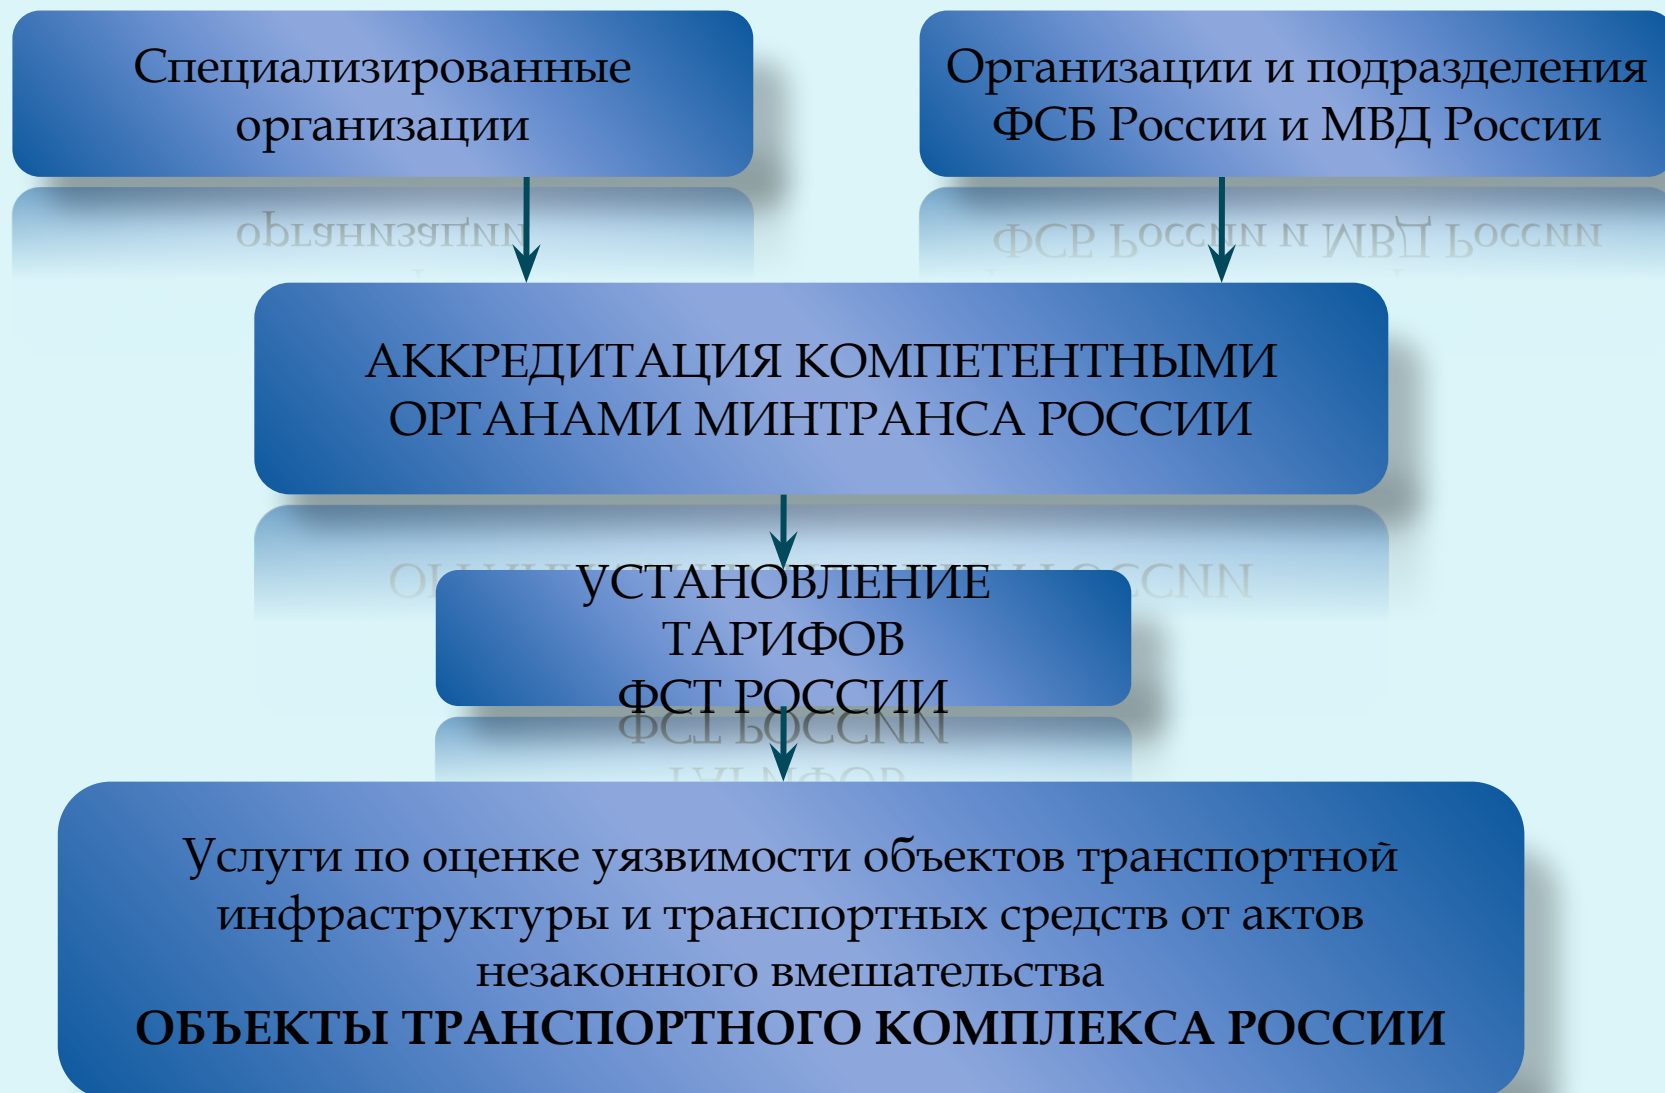 Специализированные
организации
Организации и подразделения
ФСБ России и МВД России
АККРЕДИТАЦИЯ КОМПЕТЕНТНЫМИ
ОРГАНАМИ МИНТРАНСА РОССИИ
УСТАНОВЛЕНИЕ
ТАРИФОВ
ФСТ РОССИИ
Услуги по оценке уязвимости объектов транспортной
инфраструктуры и транспортных средств от актов
незаконного вмешательства
ОБЪЕКТЫ ТРАНСПОРТНОГО КОМПЛЕКСА РОССИИ